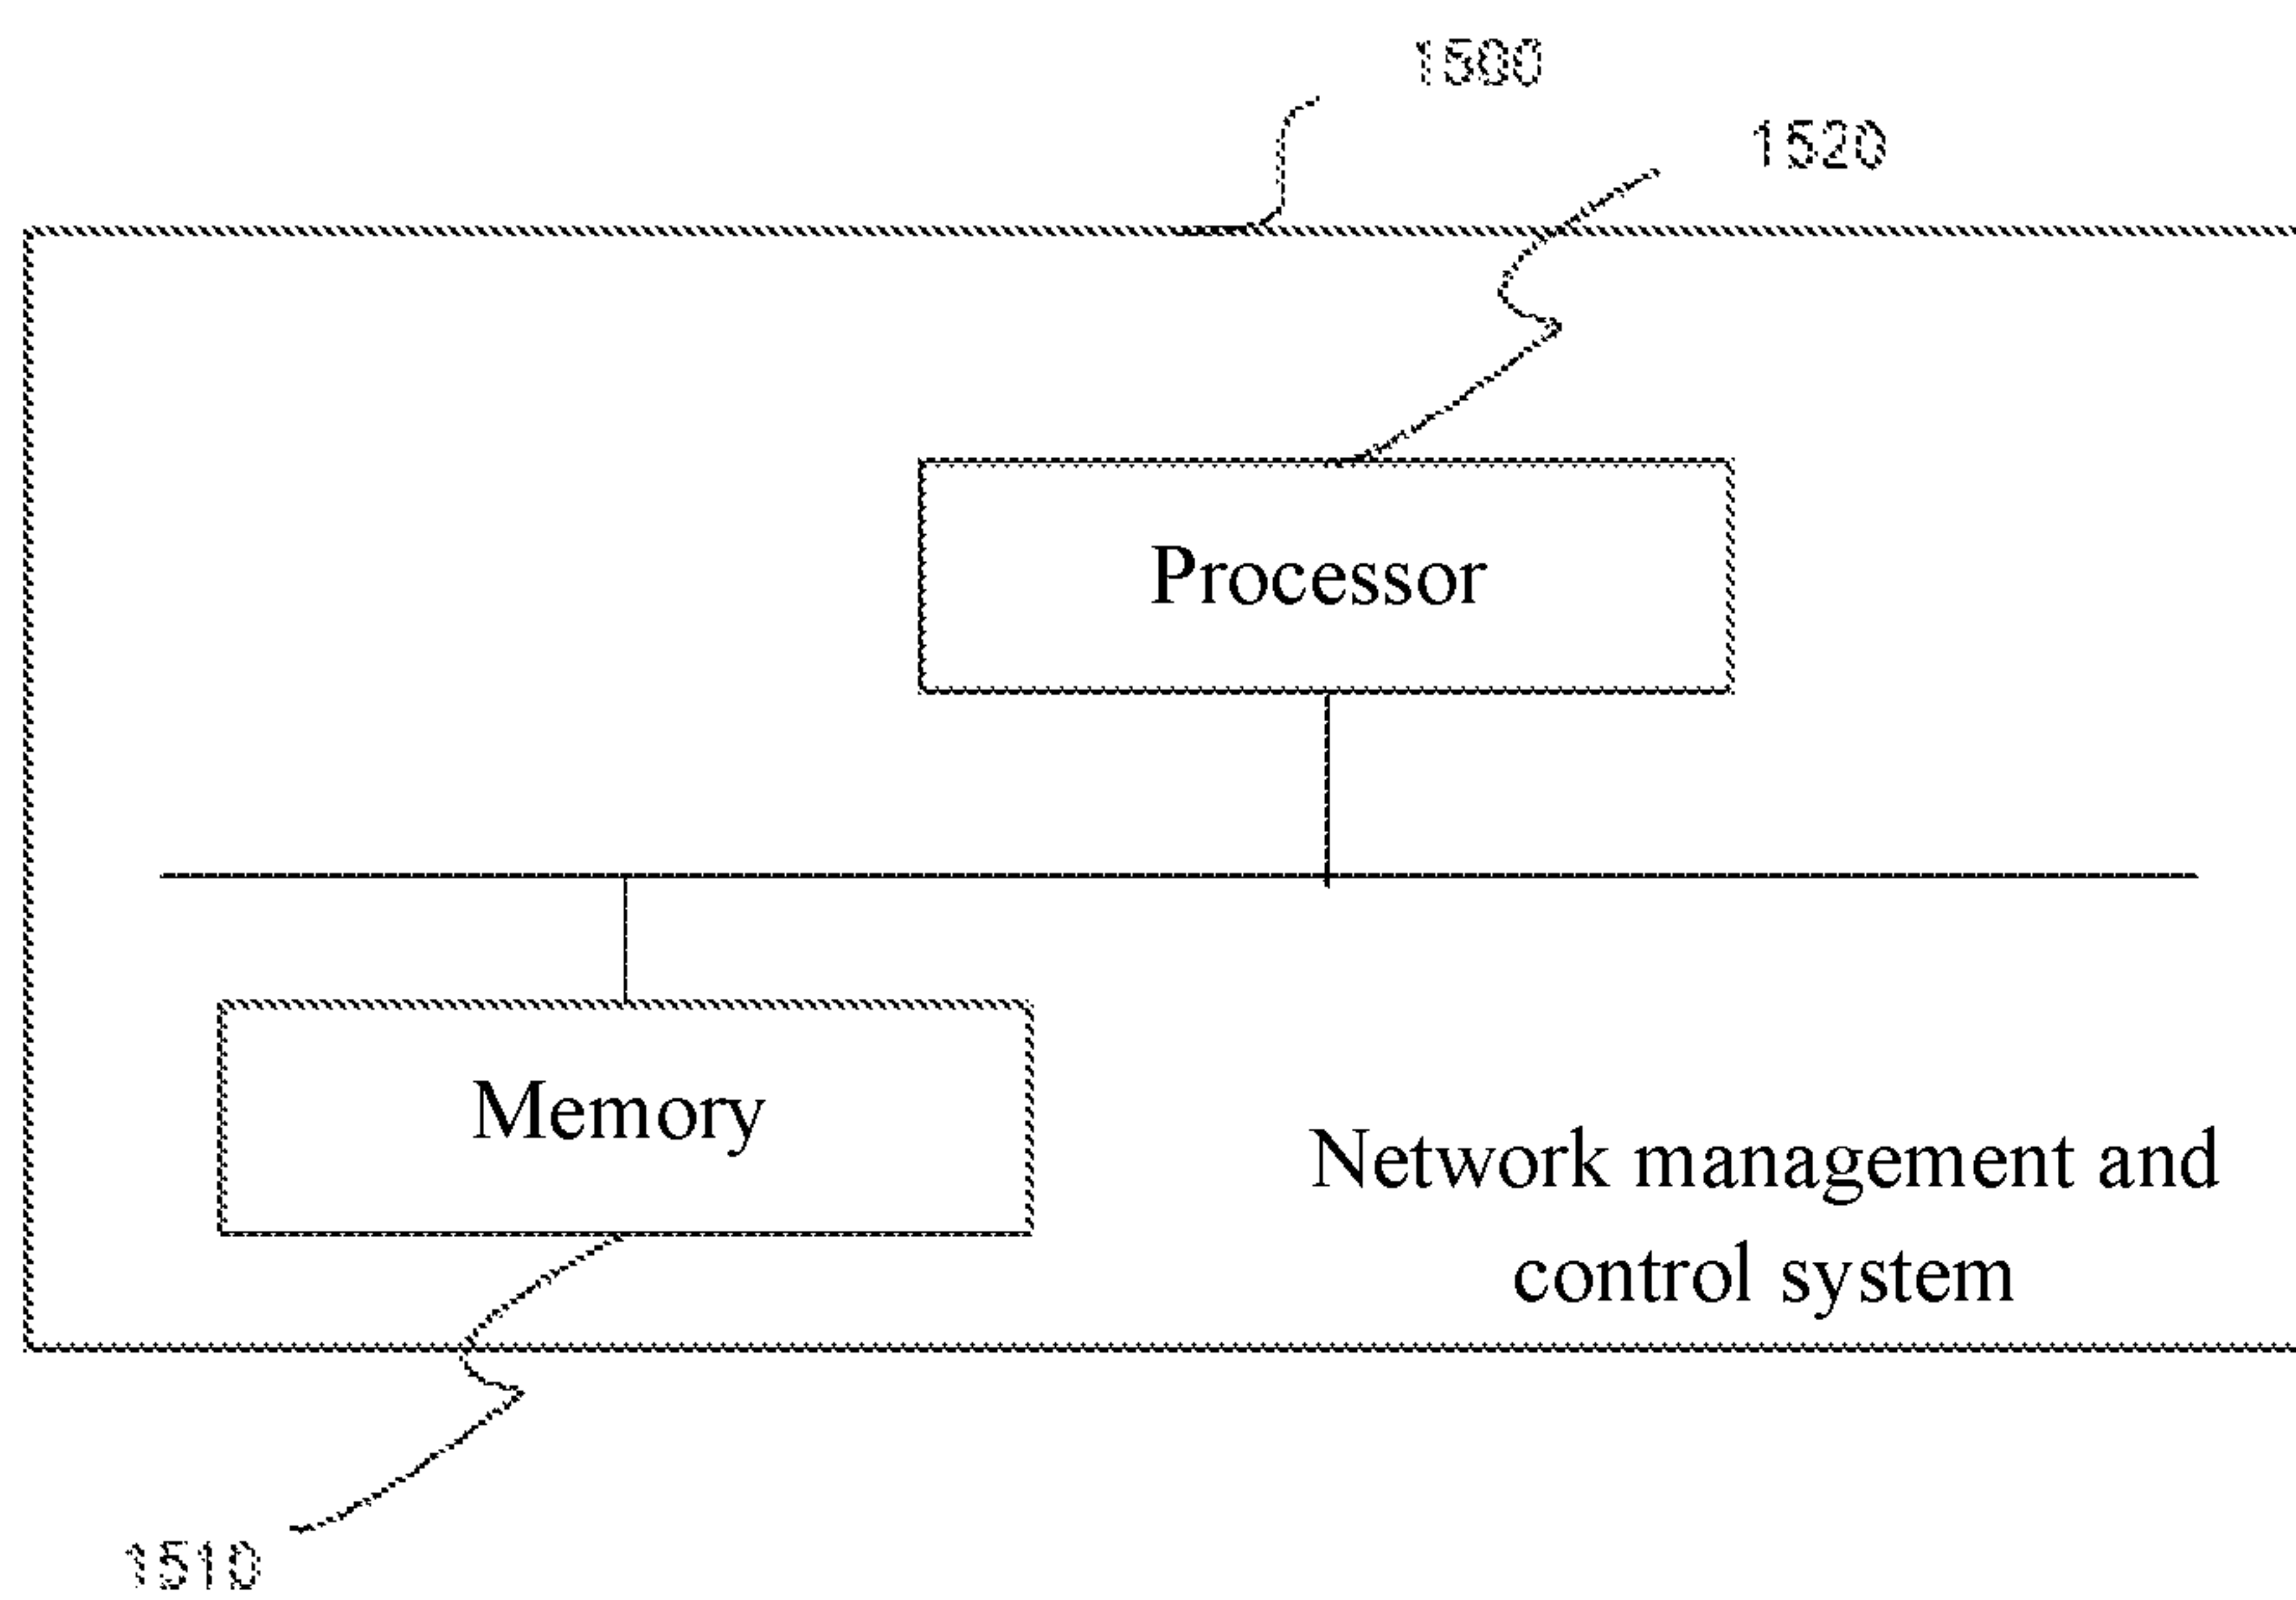 1500
1520
Processor
Memory
Network management and
control system
1510